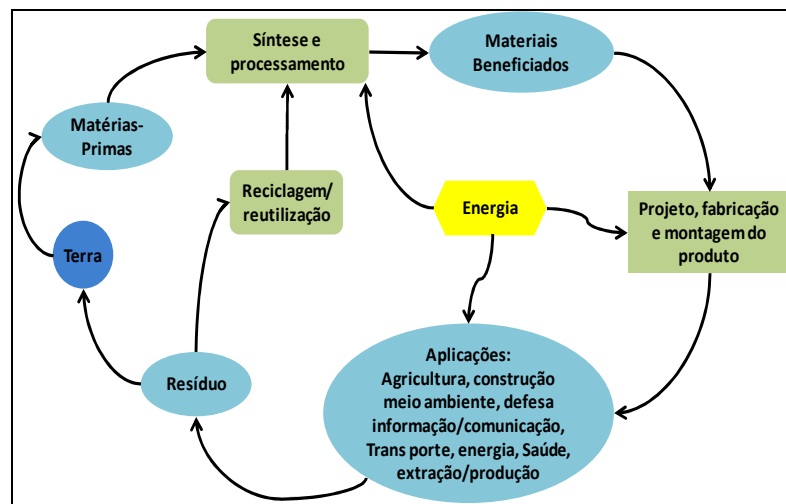 Síntese e
processamento
Materiais
Beneficiados
Matérias-
Primas
Reciclagem/
reutilização
Energia
Projeto, fabricação
e montagem do
produto
Terra
Resíduo
Aplicações:
Agricultura, construção
meio ambiente, defesa
informação/comunicação,
Trans porte, energia, Saúde,
extração/produção